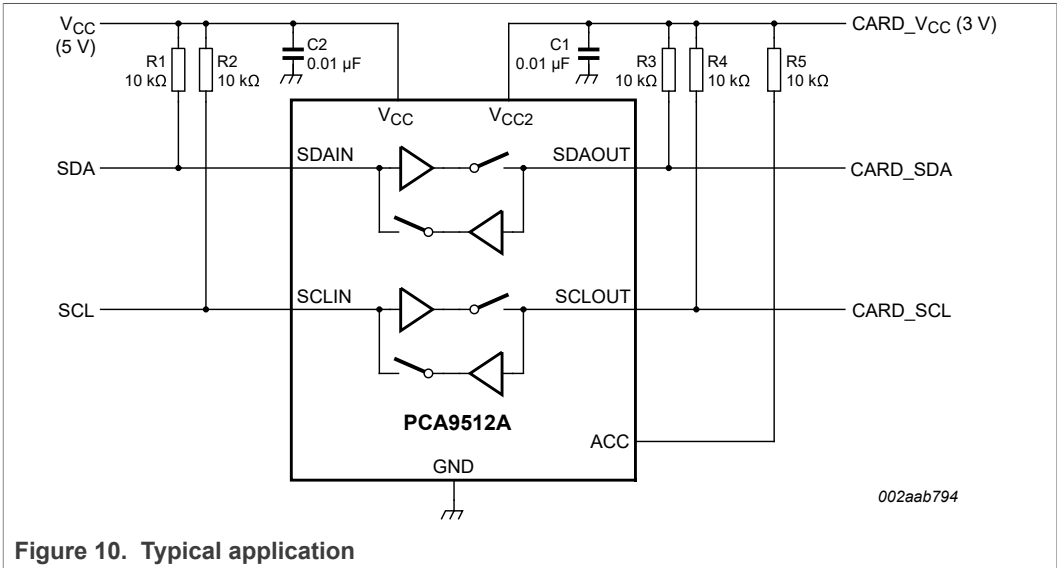 VCC
(5 V)
CARD_VCC (3 V)
R1
10 kΩ
R2
10 kΩ
C2
0.01 µF
C1
0.01 µF
R3
10 kΩ
R4
10 kΩ
R5
10 kΩ
VCC
VCC2
SDA
SDAIN
SDAOUT
CARD_SDA
SCL
SCLIN
SCLOUT
CARD_SCL
PCA9512A
ACC
GND
002aab794
Figure 10. Typical application